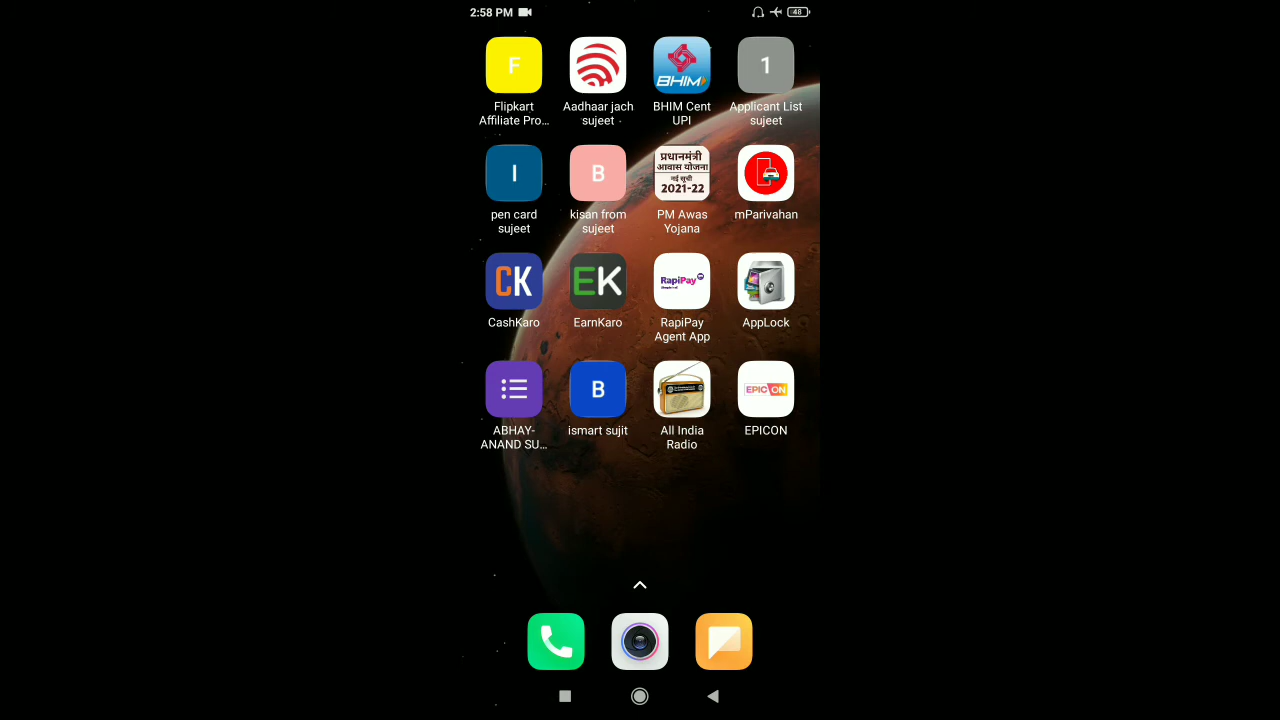 2:58 PM
48
F
BHIM
1
Flipkart
Affiliate Pro...
Aadhaar jach
sujeet
BHIM Cent
UPI
Applicant List
sujeet
I
B
प्रधानमंत्री
आवास योजना
नई सूची
2021-22
pen card
sujeet
kisan from
sujeet
PM Awas
Yojana
mParivahan
CK
EK
RapiPay
CashKaro
EarnKaro
RapiPay
Agent App
AppLock
B
EPIC ON
ABHAY-
ANAND SU...
ismart sujit
All India
Radio
EPICON